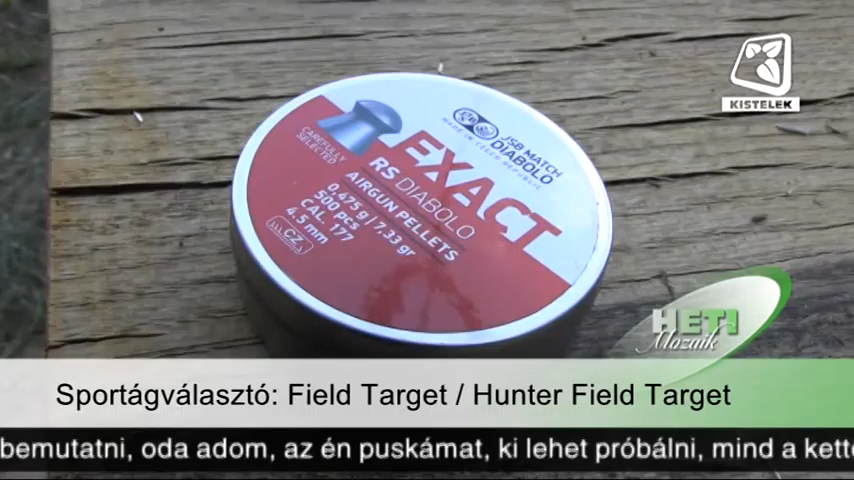 KISTELEK
JSB MATCH
DIABOLO
MADE IN CZECH REPUBLIC
CAREFULLY
SELECTED
EXACT
RS DIABOLO
AIRGUN PELLETS
0,475 g | 7,33 gr
500 pcs
CAL. 177
4.5 mm
CZ
HETI
Mozaik
Sportágválasztó: Field Target / Hunter Field Target
bemutatni, oda adom, az én puskámat, ki lehet próbálni, mind a kett